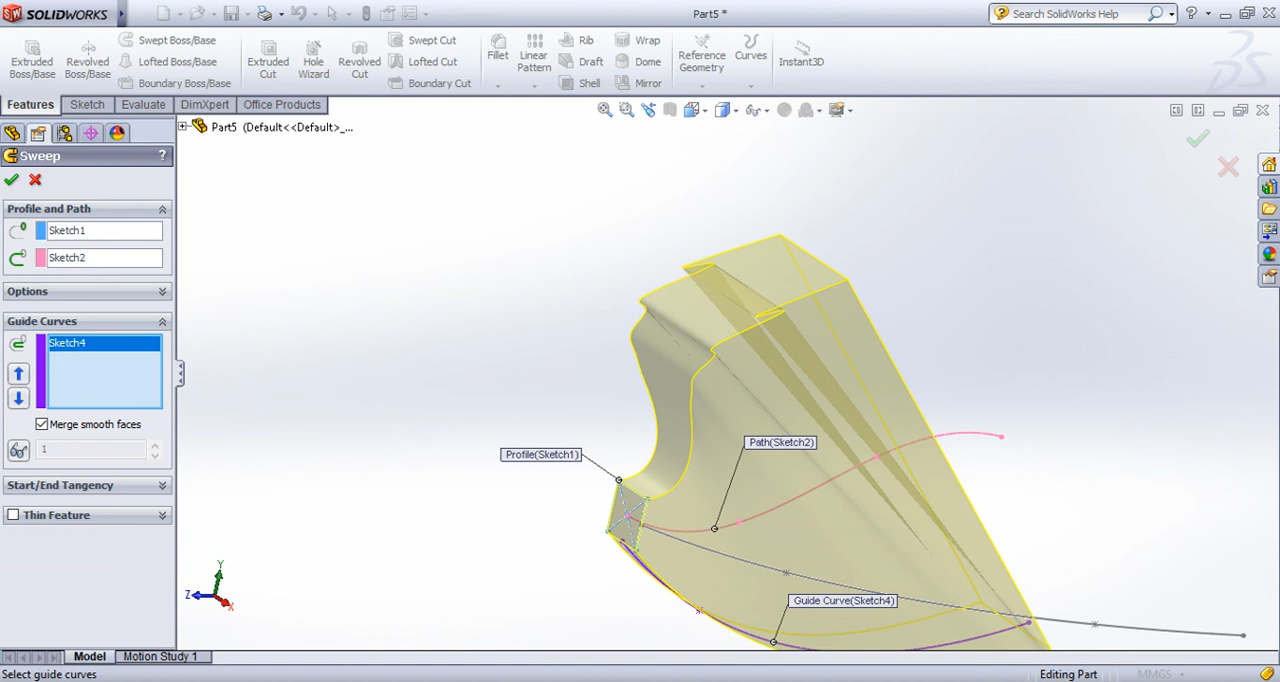 SOLIDWORKS
Part5 *
Search SolidWorks Help
Extruded Boss/Base
Revolved Boss/Base
Swept Boss/Base
Lofted Boss/Base
Boundary Boss/Base
Extruded Cut
Hole Wizard
Revolved Cut
Swept Cut
Lofted Cut
Boundary Cut
Fillet
Linear Pattern
Rib
Draft
Shell
Wrap
Dome
Mirror
Reference Geometry
Curves
Instant3D
Features
Sketch
Evaluate
DimXpert
Office Products
Part5 (Default<<Default>_...
Sweep
?
Profile and Path
Sketch1
Sketch2
Options
Guide Curves
Sketch4
Merge smooth faces
1
Start/End Tangency
Thin Feature
Profile(Sketch1)
Path(Sketch2)
Guide Curve(Sketch4)
Y
Z
X
Model
Motion Study 1
Select guide curves
Editing Part
MMGS